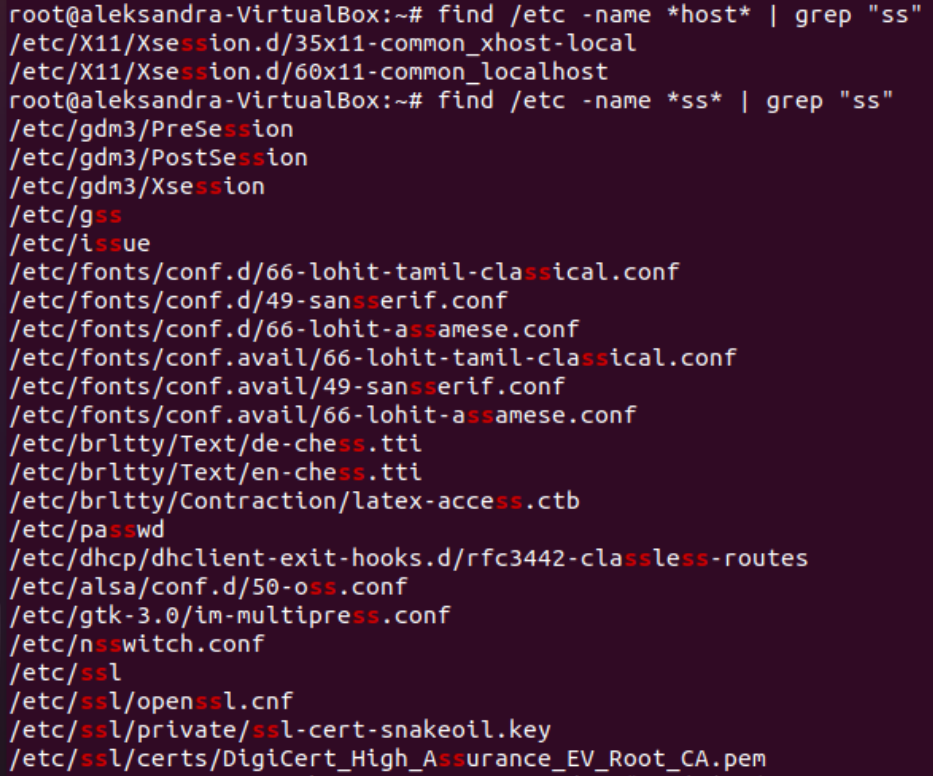 root@aleksandra-VirtualBox:~# find /etc -name *host* | grep "ss"
/etc/X11/Xsession.d/35x11-common_xhost-local
/etc/X11/Xsession.d/60x11-common_localhost
root@aleksandra-VirtualBox:~# find /etc -name *ss* | grep "ss"
/etc/gdm3/PreSession
/etc/gdm3/PostSession
/etc/gdm3/Xsession
/etc/gss
/etc/issue
/etc/fonts/conf.d/66-lohit-tamil-classical.conf
/etc/fonts/conf.d/49-sansserif.conf
/etc/fonts/conf.d/66-lohit-assamese.conf
/etc/fonts/conf.avail/66-lohit-tamil-classical.conf
/etc/fonts/conf.avail/49-sansserif.conf
/etc/fonts/conf.avail/66-lohit-assamese.conf
/etc/brltty/Text/de-chess.tti
/etc/brltty/Text/en-chess.tti
/etc/brltty/Contraction/latex-access.ctb
/etc/passwd
/etc/dhcp/dhclient-exit-hooks.d/rfc3442-classless-routes
/etc/alsa/conf.d/50-oss.conf
/etc/gtk-3.0/im-multipress.conf
/etc/nsswitch.conf
/etc/ssl
/etc/ssl/openssl.cnf
/etc/ssl/private/ssl-cert-snakeoil.key
/etc/ssl/certs/DigiCert_High_Assurance_EV_Root_CA.pem